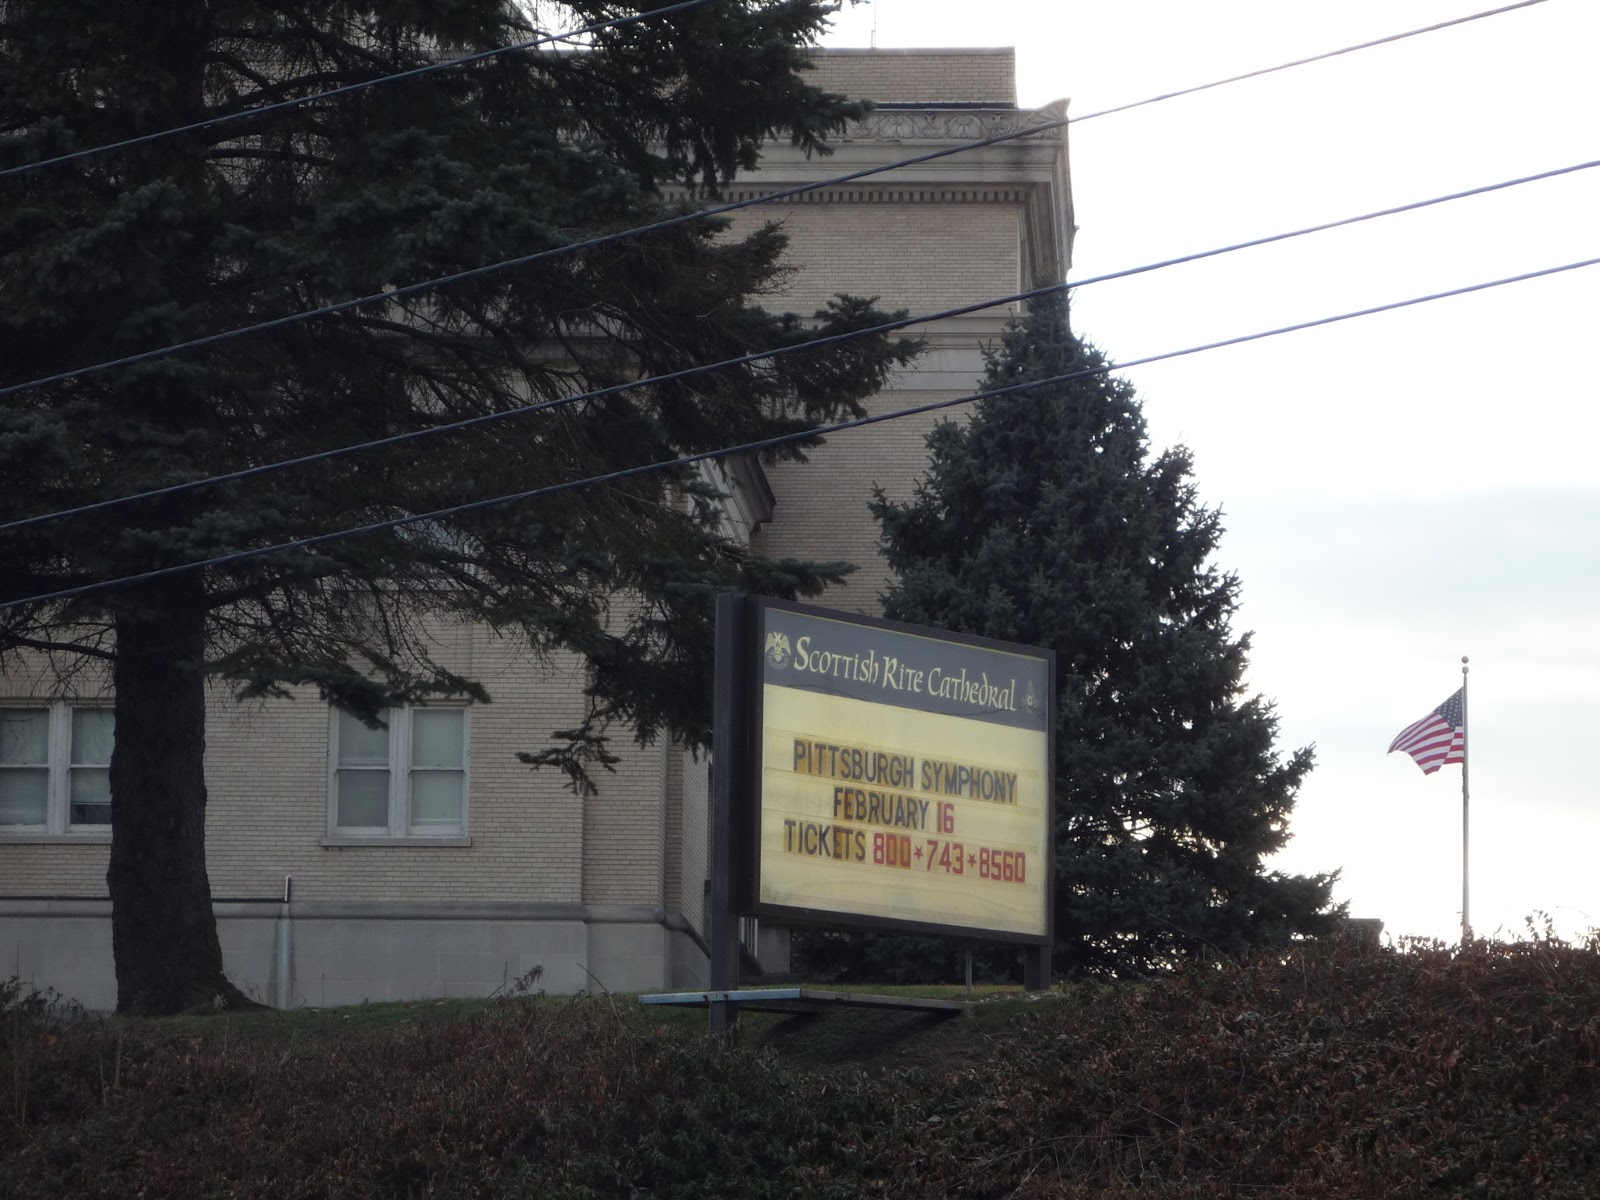 Scottish Rite Cathedral
PITTSBURGH SYMPHONY
FEBRUARY 16
TICKETS 800★743★8560